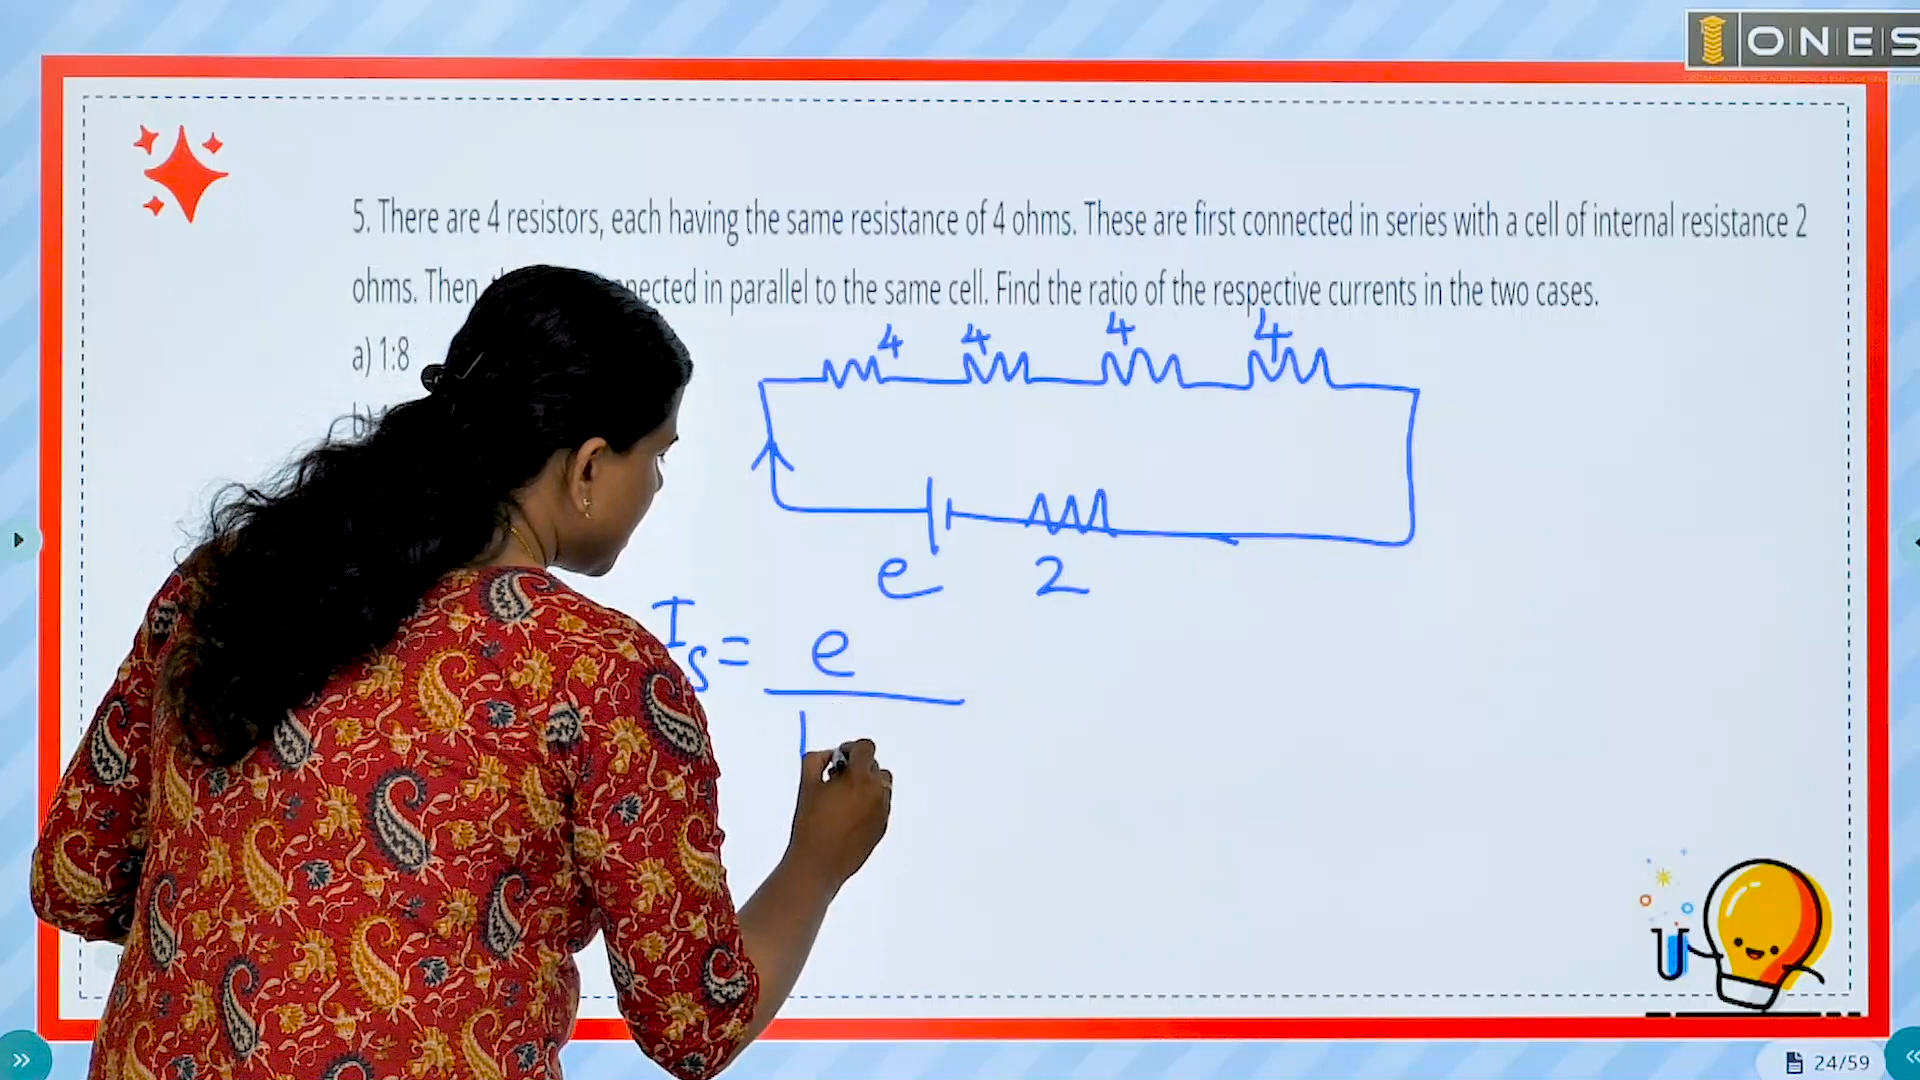 ONES
5. There are 4 resistors, each having the same resistance of 4 ohms. These are first connected in series with a cell of internal resistance 2
ohms. Then, connected in parallel to the same cell. Find the ratio of the respective currents in the two cases.
a) 1:8
4 4 4 4
e 2
I s = e
24/59